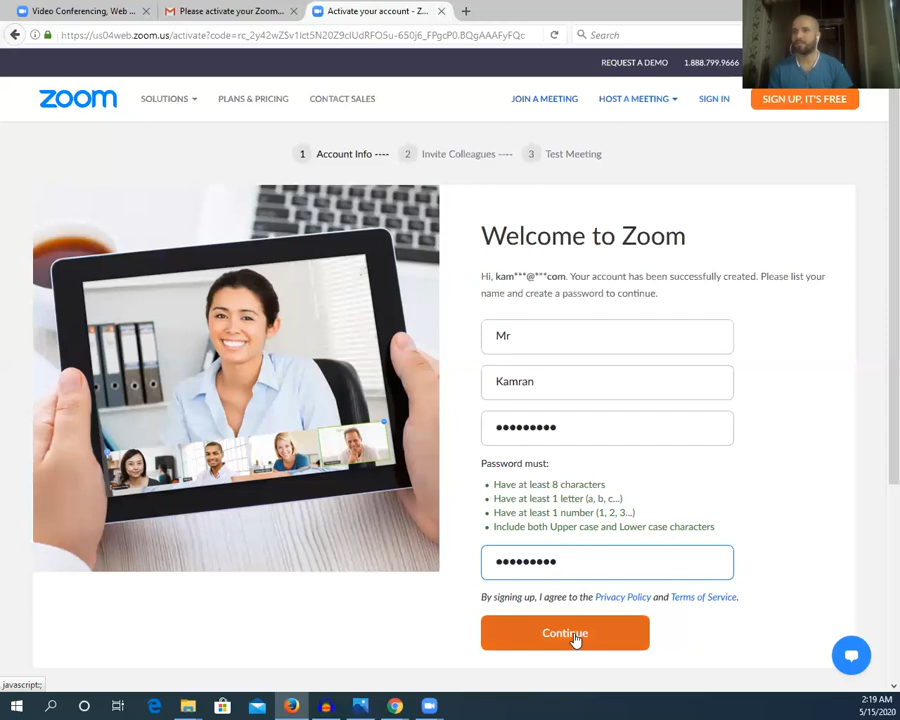 Video Conferencing, Web ...
Please activate your Zoom...
Activate your account - Z...
https://us04web.zoom.us/activate?code=rc_2y42wZSv1Ict5N20Z9cIUdRFO5u-650j6_FPgcP0.BQgAAAFyFQc
Search
REQUEST A DEMO 1.888.799.9666
zoom SOLUTIONS PLANS & PRICING CONTACT SALES JOIN A MEETING HOST A MEETING SIGN IN SIGN UP, IT'S FREE
1 Account Info ---- 2 Invite Colleagues ---- 3 Test Meeting
Welcome to Zoom
Hi, kam***@***com. Your account has been successfully created. Please list your
name and create a password to continue.
Mr
Kamran
•••••••••
Password must:
• Have at least 8 characters
• Have at least 1 letter (a, b, c...)
• Have at least 1 number (1, 2, 3...)
• Include both Upper case and Lower case characters
•••••••••
By signing up, I agree to the Privacy Policy and Terms of Service.
Continue
javascript:;
2:19 AM
5/15/2020